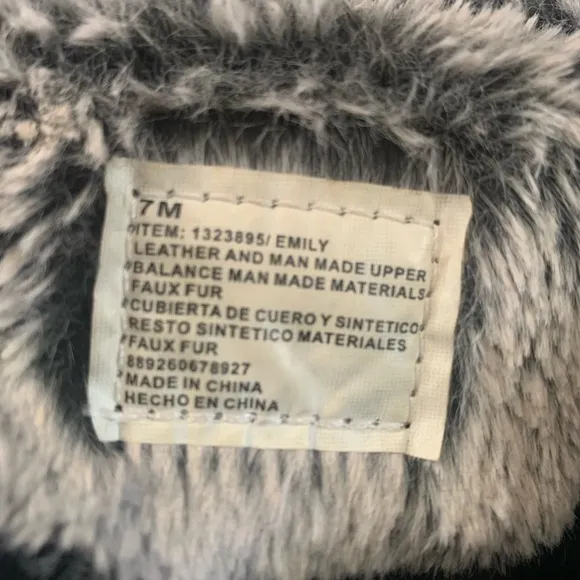 7M
ITEM: 1323895/ EMILY
LEATHER AND MAN MADE UPPER
BALANCE MAN MADE MATERIALS
FAUX FUR
CUBIERTA DE CUERO Y SINTETICO
RESTO SINTETICO MATERIALES
FAUX FUR
889260678927
MADE IN CHINA
HECHO EN CHINA